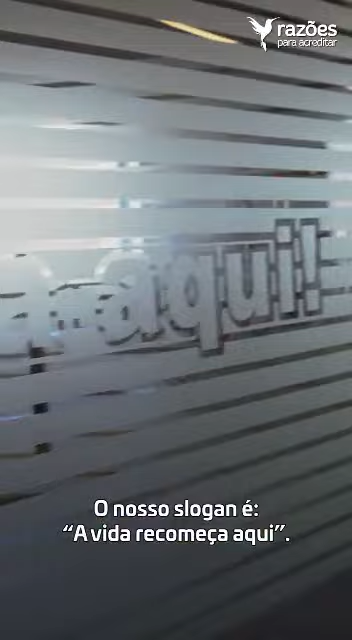 razões
para acreditar
aqui!
O nosso slogan é:
“A vida recomeça aqui”.